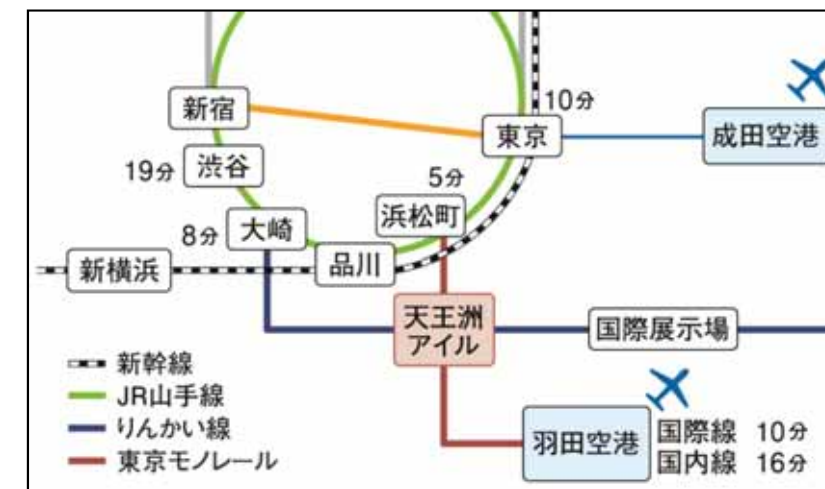 10分
新宿
東京
成田空港
19分
渋谷
5分
浜松町
8分
大崎
品川
新横浜
天王洲
アイル
国際展示場
新幹線
JR山手線
りんかい線
東京モノレール
羽田空港
国際線 10分
国内線 16分